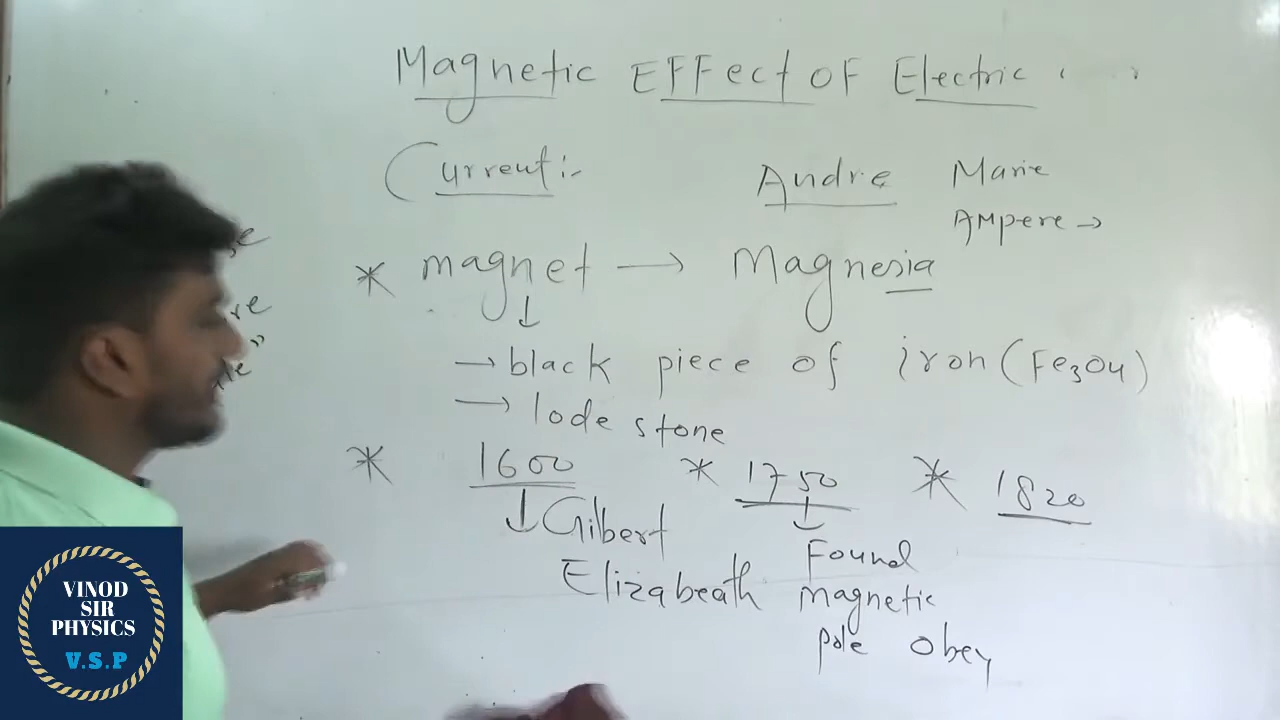 Magnetic EFFect OF Electric
Current:-
Andre Marie
AMpere →
* magnet → Magnesia
↓
→ black piece of iron (Fe3O4)
→ lode stone
* 1600 * 1750 * 1820
↓ Gilbert
Elizabeath
↓
Found
magnetic
pole obey
VINOD
SIR
PHYSICS
V.S.P